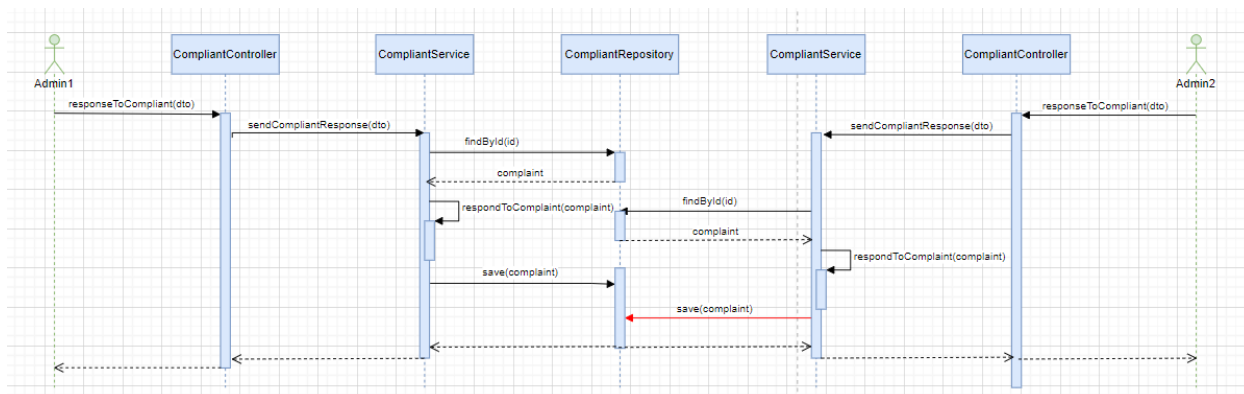 CompliantController
CompliantService
CompliantRepository
CompliantService
CompliantController
Admin1
Admin2
responseToCompliant(dto)
responseToCompliant(dto)
sendCompliantResponse(dto)
sendCompliantResponse(dto)
findById(id)
complaint
findById(id)
respondToComplaint(complaint)
complaint
respondToComplaint(complaint)
save(complaint)
save(complaint)